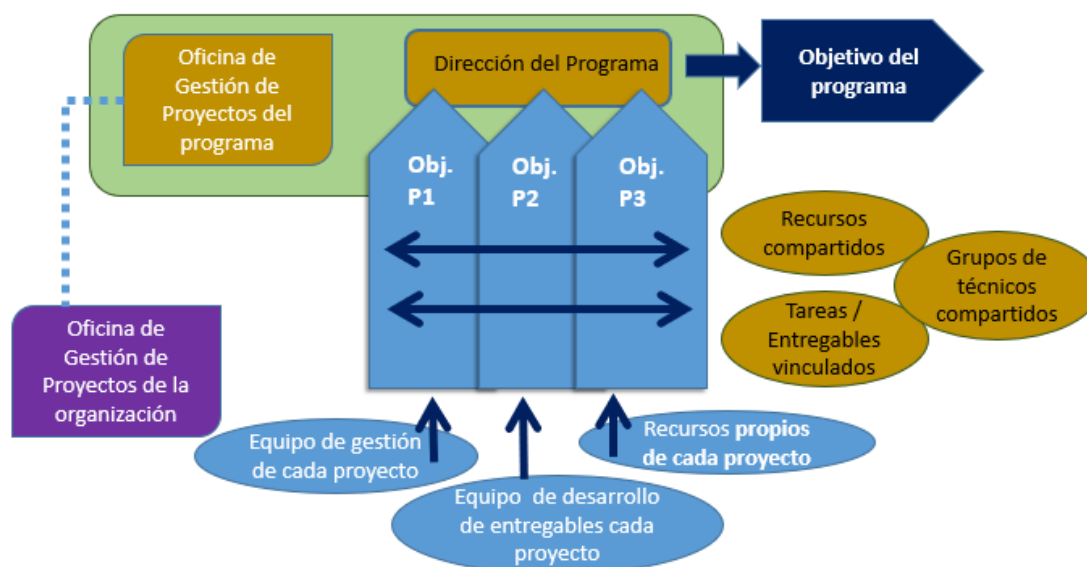 Oficina de
Gestión de
Proyectos del
programa
Dirección del Programa
Objetivo del
programa
Obj.
P1
Obj.
P2
Obj.
P3
Recursos
compartidos
Grupos de
técnicos
compartidos
Tareas /
Entregables
vinculados
Oficina de
Gestión de
Proyectos de la
organización
Equipo de gestión
de cada proyecto
Recursos propios
de cada proyecto
Equipo de desarrollo
de entregables cada
proyecto